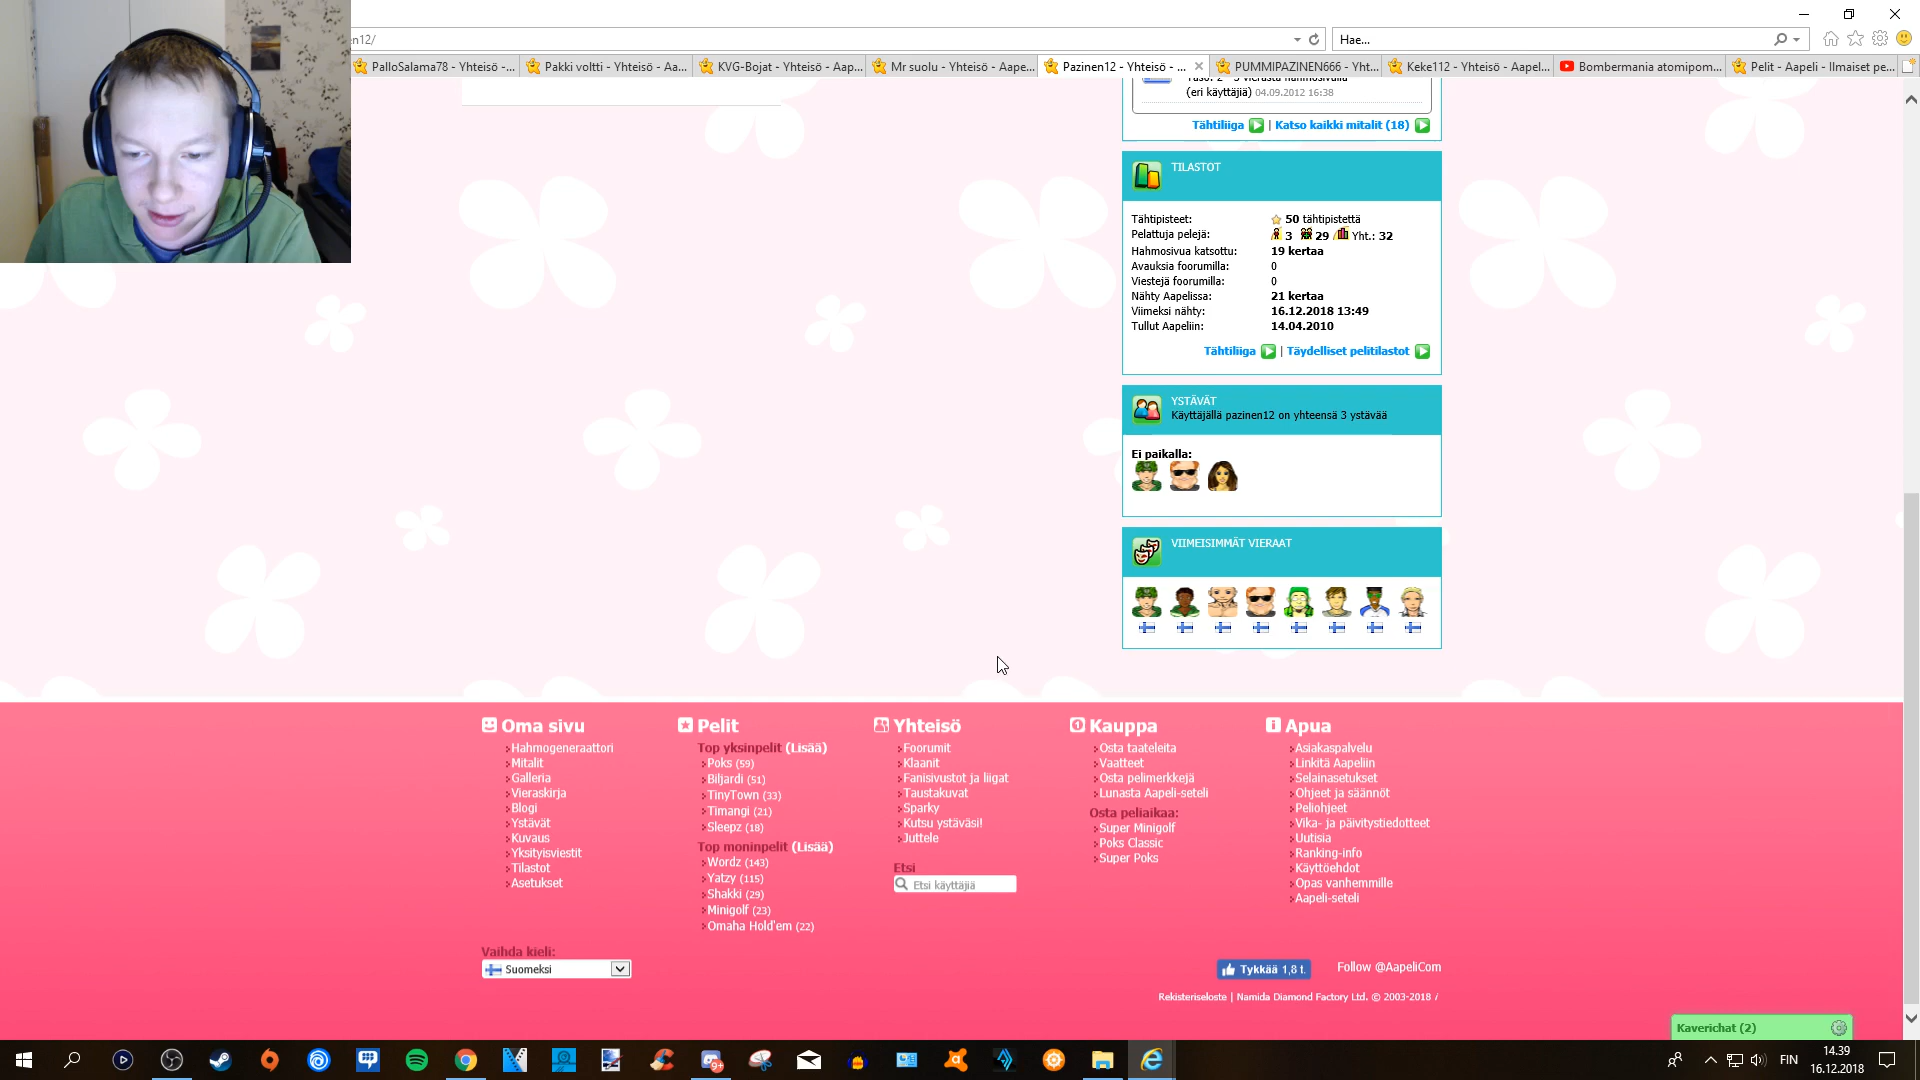 en12/
Hae...
PalloSalama78 - Yhteisö -...
Pakki voltti - Yhteisö - Aa...
KVG-Bojat - Yhteisö - Aap...
Mr suolu - Yhteisö - Aape...
Pazinen12 - Yhteisö - ...
PUMMIPAZINEN666 - Yht...
Keke112 - Yhteisö - Aapel...
Bombermania atomipom...
Pelit - Aapeli - Ilmaiset pe...
Taso: 2 - 5 vierasta hahmosivulla
(eri käyttäjiä) 04.09.2012 16:38
Tähtiliiga | Katso kaikki mitalit (18)
TILASTOT
Tähtipisteet: 50 tähtipistettä
Pelattuja pelejä: 3 29 Yht.: 32
Hahmosivua katsottu: 19 kertaa
Avauksia foorumilla: 0
Viestejä foorumilla: 0
Nähty Aapelissa: 21 kertaa
Viimeksi nähty: 16.12.2018 13:49
Tullut Aapeliin: 14.04.2010
Tähtiliiga | Täydelliset pelitilastot
YSTÄVÄT
Käyttäjällä pazinen12 on yhteensä 3 ystävää
Ei paikalla:
VIIMEISIMMÄT VIERAAT
Oma sivu
Hahmogeneraattori
Mitalit
Galleria
Vieraskirja
Blogi
Ystävät
Kuvaus
Yksityisviestit
Tilastot
Asetukset
Vaihda kieli:
Suomeksi
Pelit
Top yksinpelit (Lisää)
Poks (59)
Biljardi (51)
TinyTown (33)
Timangi (21)
Sleepz (18)
Top moninpelit (Lisää)
Wordz (143)
Yatzy (115)
Shakki (29)
Minigolf (23)
Omaha Hold'em (22)
Yhteisö
Foorumit
Klaanit
Fanisivustot ja liigat
Taustakuvat
Sparky
Kutsu ystäväsi!
Juttele
Etsi
Etsi käyttäjiä
Kauppa
Osta taateleita
Vaatteet
Osta pelimerkkejä
Lunasta Aapeli-seteli
Osta peliaikaa:
Super Minigolf
Poks Classic
Super Poks
Apua
Asiakaspalvelu
Linkitä Aapeliin
Selainasetukset
Ohjeet ja säännöt
Peliohjeet
Vika- ja päivitystiedotteet
Uutisia
Ranking-info
Käyttöehdot
Opas vanhemmille
Aapeli-seteli
Tykkää 1,8 t.
Follow @AapeliCom
Rekisteriseloste | Namida Diamond Factory Ltd. © 2003-2018 /
Kaverichat (2)
9+
FIN
14.39
16.12.2018